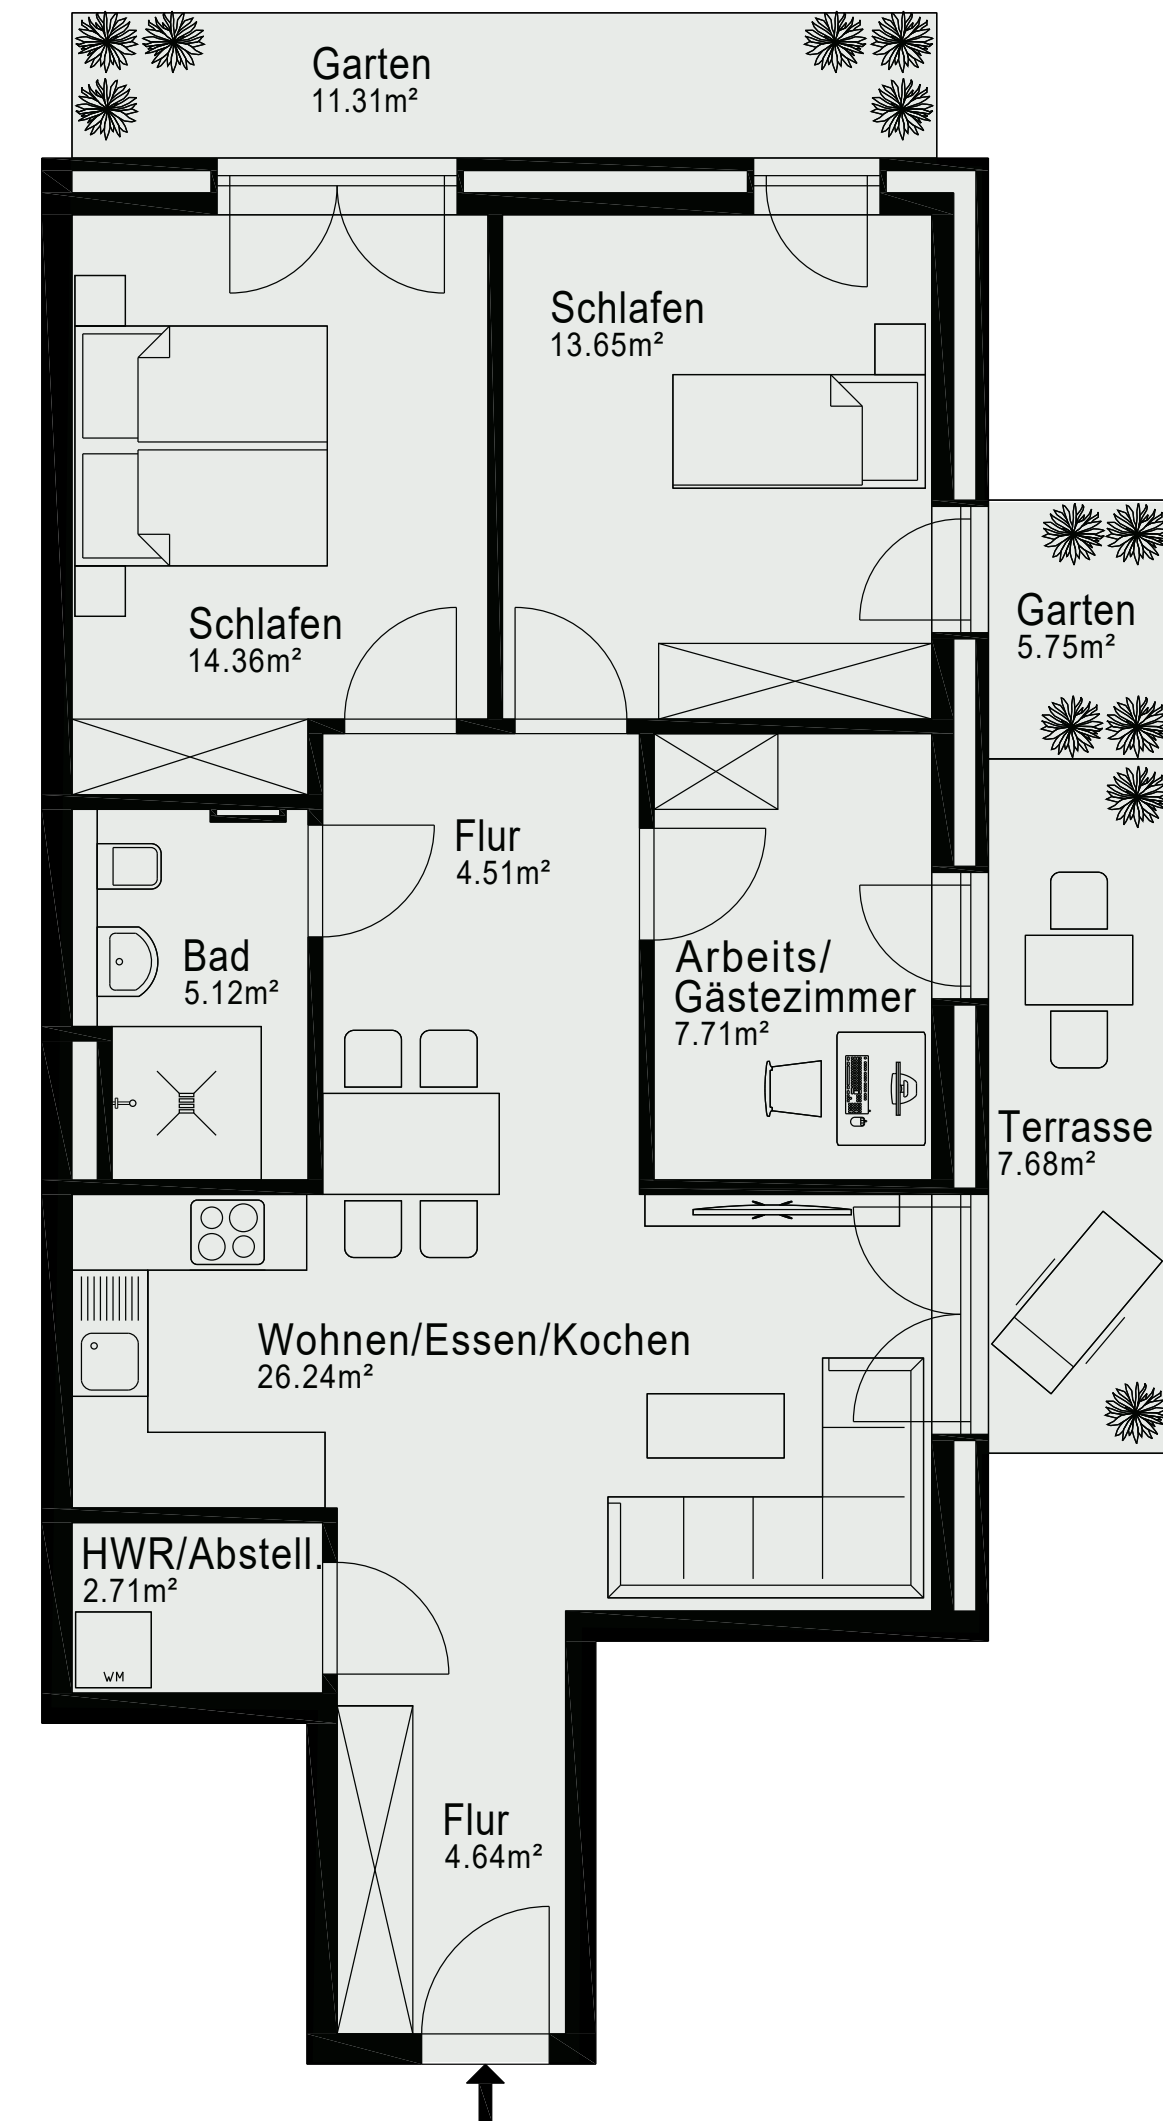 Garten
11.31m²
Schlafen
13.65m²
Schlafen
14.36m²
Garten
5.75m²
Flur
4.51m²
Bad
5.12m²
Arbeits/
Gästezimmer
7.71m²
Terrasse
7.68m²
Wohnen/Essen/Kochen
26.24m²
HWR/Abstell.
2.71m²
WM
Flur
4.64m²